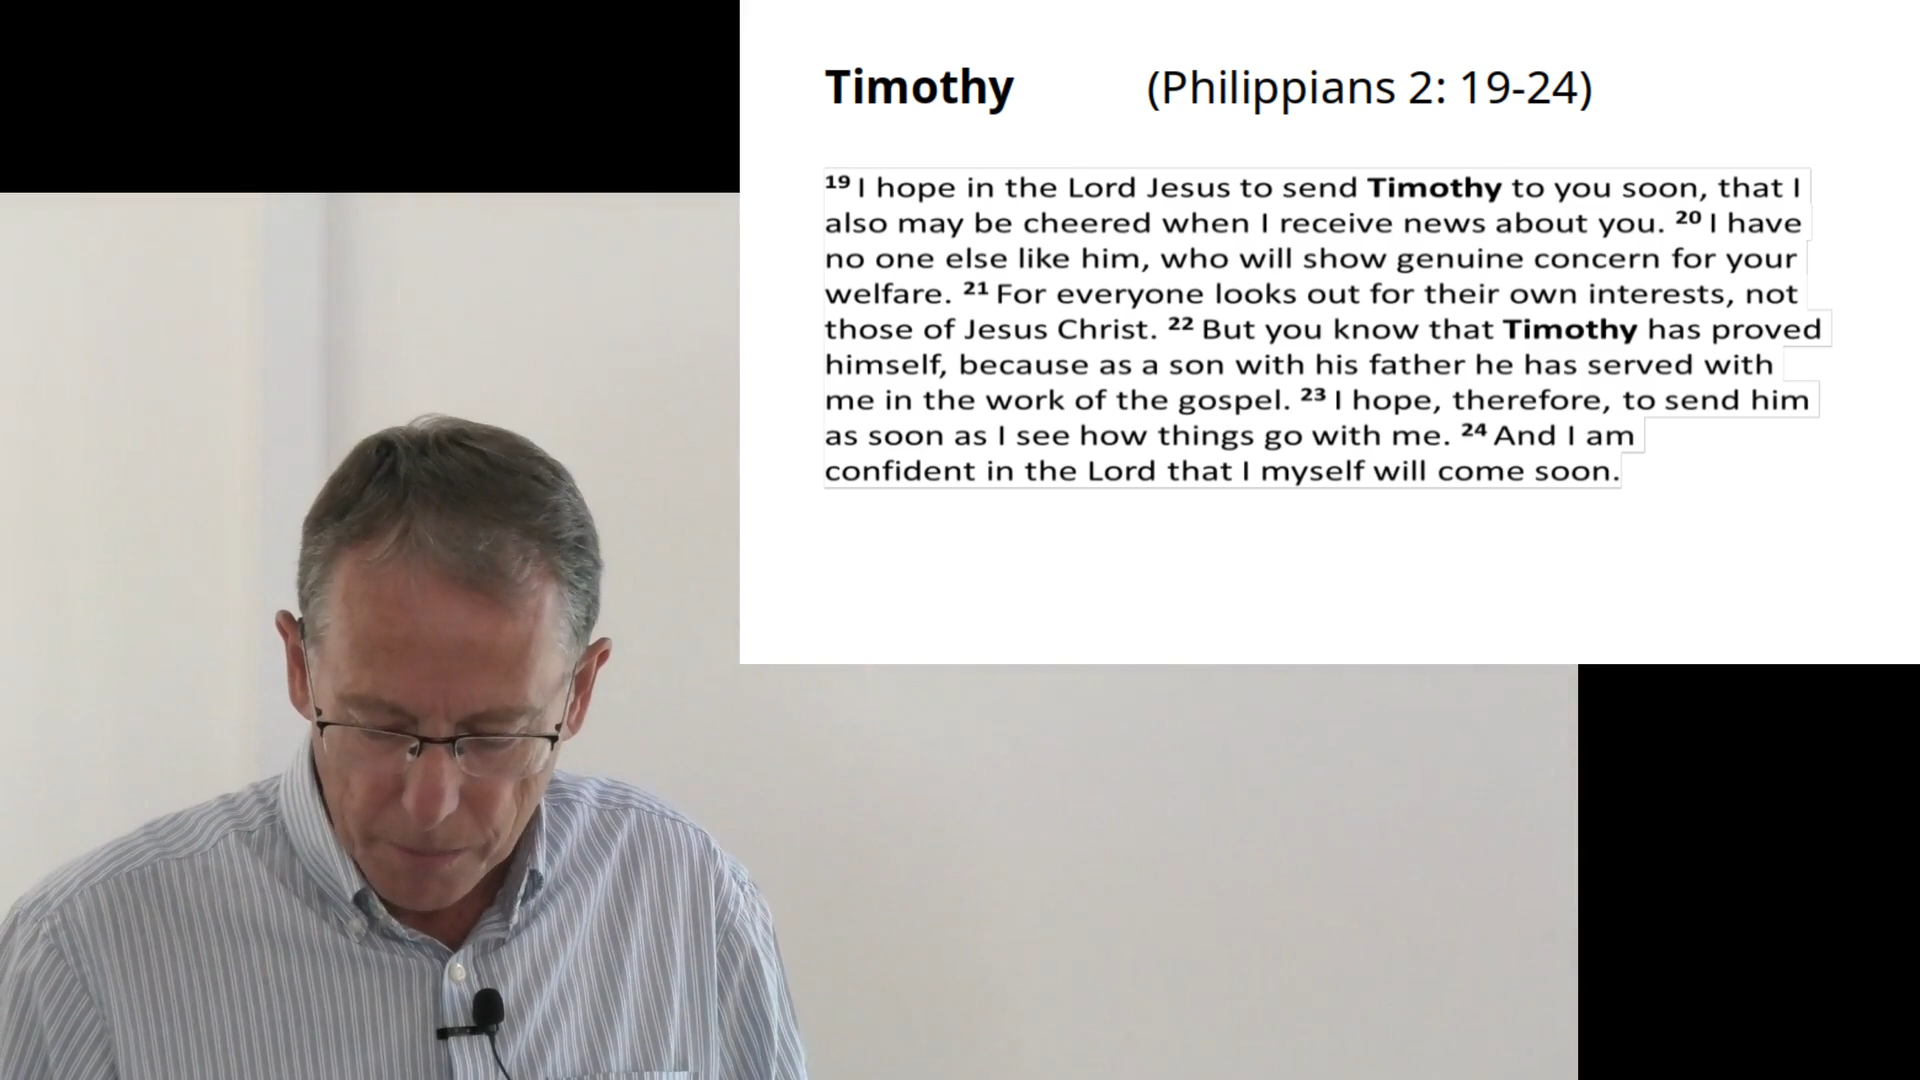 Timothy (Philippians 2: 19-24)
19 I hope in the Lord Jesus to send Timothy to you soon, that I
also may be cheered when I receive news about you. 20 I have
no one else like him, who will show genuine concern for your
welfare. 21 For everyone looks out for their own interests, not
those of Jesus Christ. 22 But you know that Timothy has proved
himself, because as a son with his father he has served with
me in the work of the gospel. 23 I hope, therefore, to send him
as soon as I see how things go with me. 24 And I am
confident in the Lord that I myself will come soon.